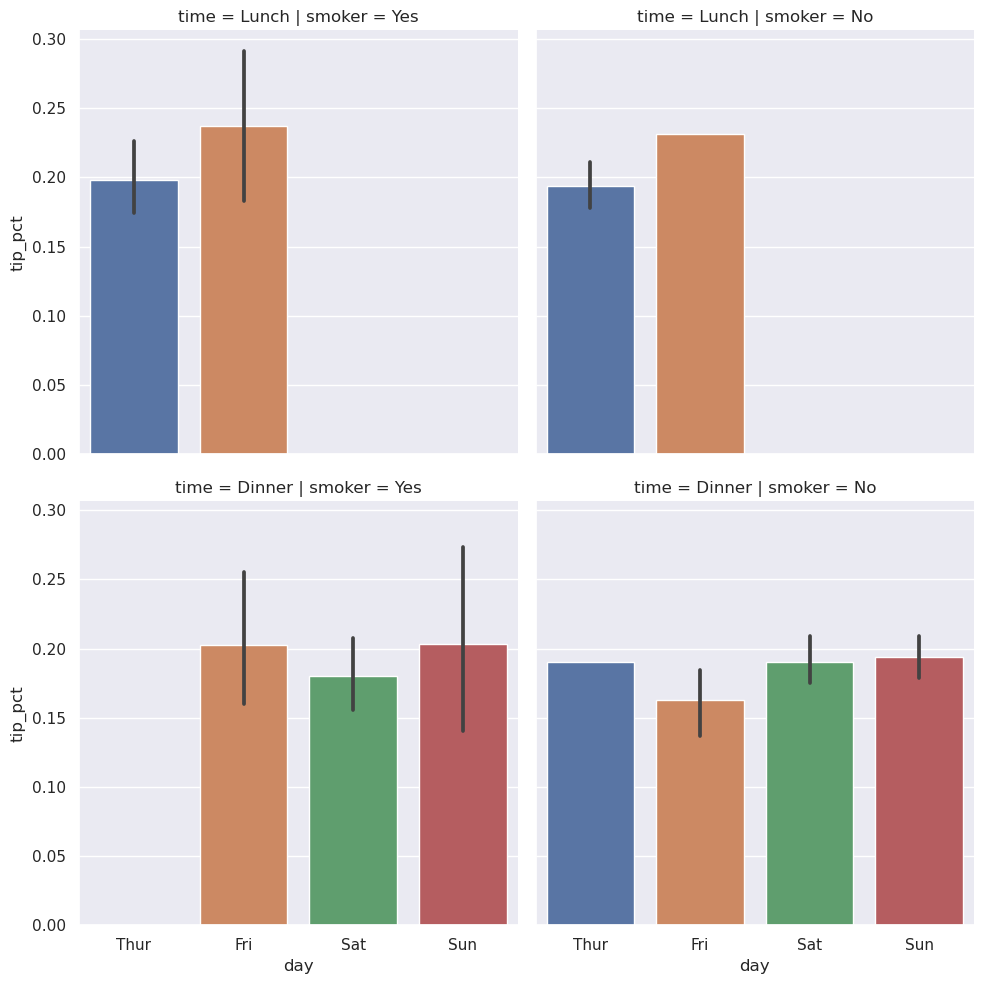 time = Lunch | smoker = Yes
time = Lunch | smoker = No
0.30
0.25
0.20
0.15
0.10
0.05
0.00
tip_pct
time = Dinner | smoker = Yes
time = Dinner | smoker = No
0.30
0.25
0.20
0.15
0.10
0.05
0.00
tip_pct
Thur Fri Sat Sun
day
Thur Fri Sat Sun
day